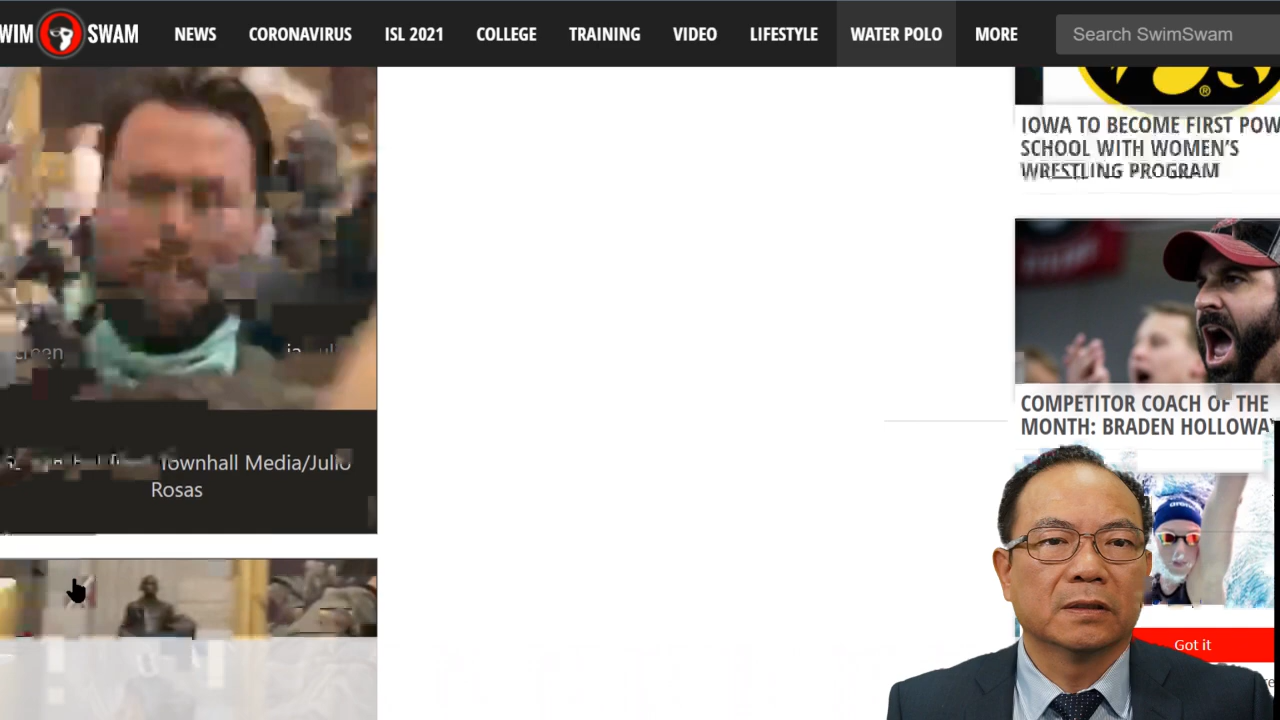 SWAM
NEWS
CORONAVIRUS
ISL 2021
COLLEGE
TRAINING
VIDEO
LIFESTYLE
WATER POLO
MORE
Search SwimSwam
IOWA TO BECOME FIRST
SCHOOL WITH WOMEN'S
WRESTLING PROGRAM
COMPETITOR COACH OF THE
MONTH: BRADEN HOLLOWAY
Townhall Media/Julio
Rosas
Got it